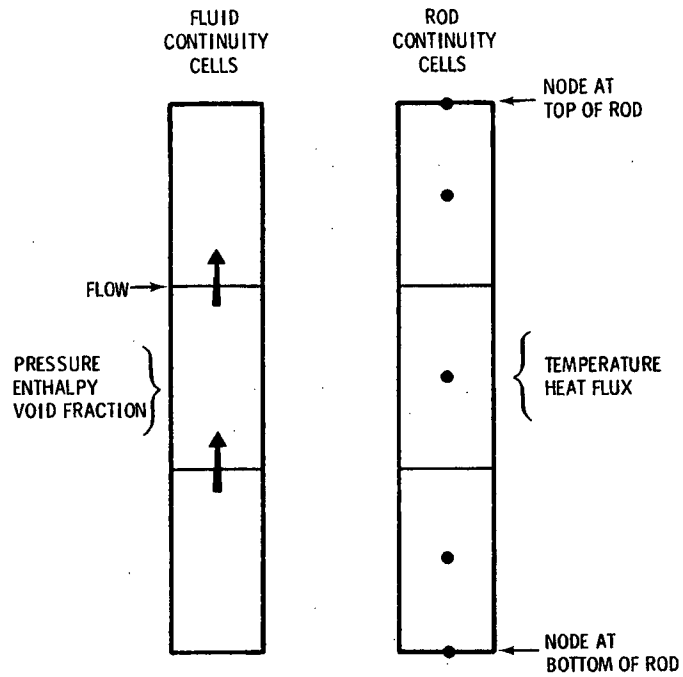 FLUID
CONTINUITY
CELLS
ROD
CONTINUITY
CELLS
NODE AT
TOP OF ROD
FLOW
PRESSURE
ENTHALPY
VOID FRACTION
TEMPERATURE
HEAT FLUX
NODE AT
BOTTOM OF ROD